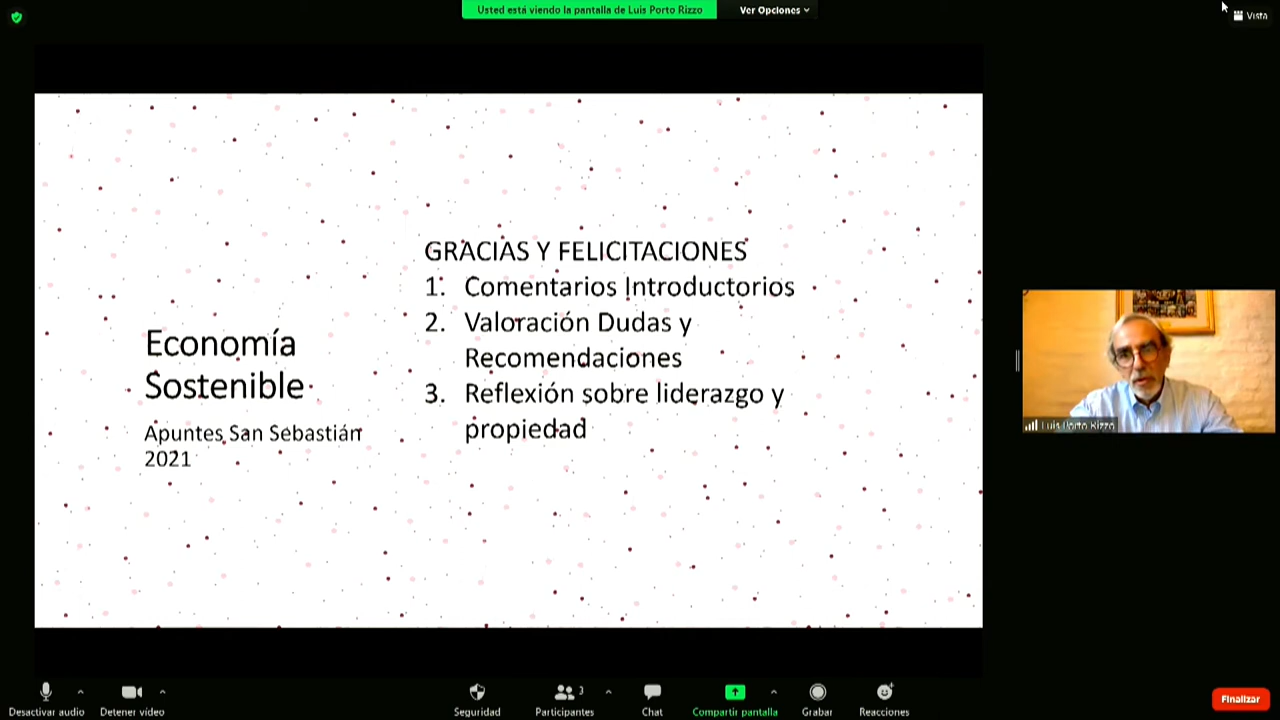 Usted está viendo la pantalla de Luis Porto Rizzo
Ver Opciones
Vista
GRACIAS Y FELICITACIONES
1. Comentarios Introductorios
2. Valoración Dudas y
Recomendaciones
3. Reflexión sobre liderazgo y
propiedad
Economía
Sostenible
Apuntes San Sebastián
2021
Luis Porto Rizzo
Desactivar audio
Detener vídeo
Seguridad
3
Participantes
Chat
Compartir pantalla
Grabar
Reacciones
Finalizar